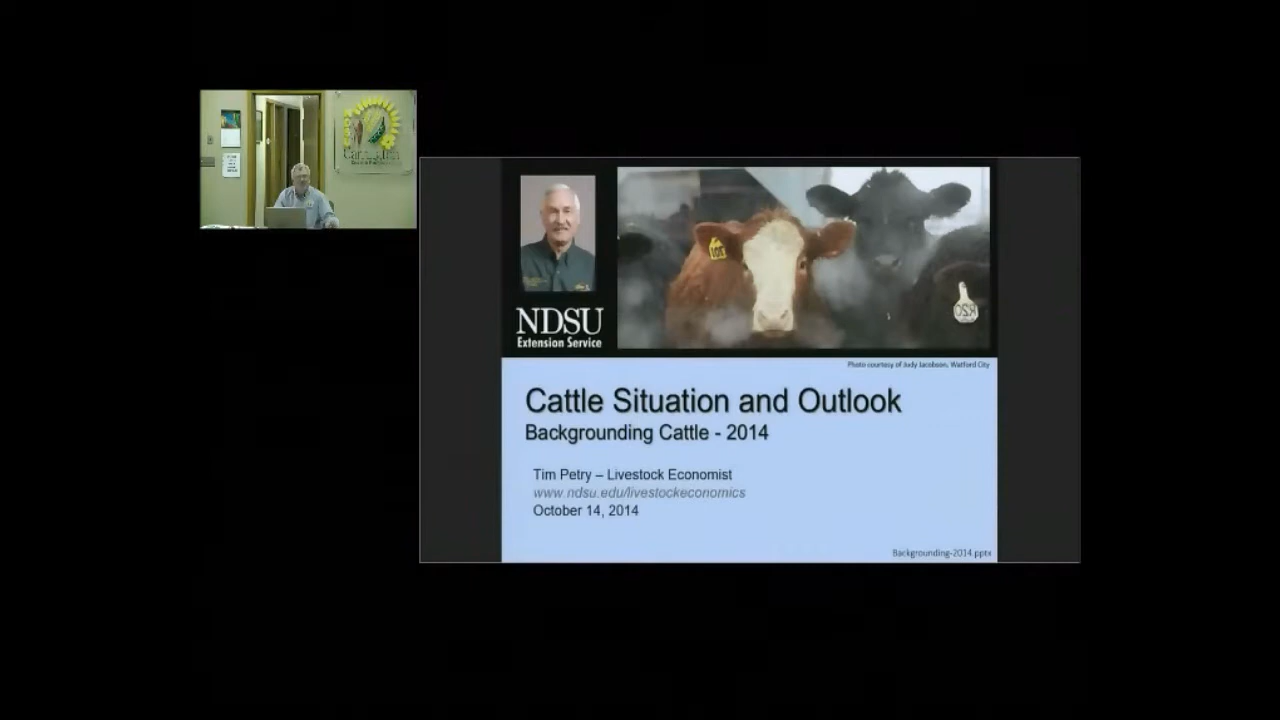 NDSU
Extension Service
Photo courtesy of Judy Jacobson, Watford City
Cattle Situation and Outlook
Backgrounding Cattle - 2014
Tim Petry – Livestock Economist
www.ndsu.edu/livestockeconomics
October 14, 2014
Backgrounding-2014.pptx